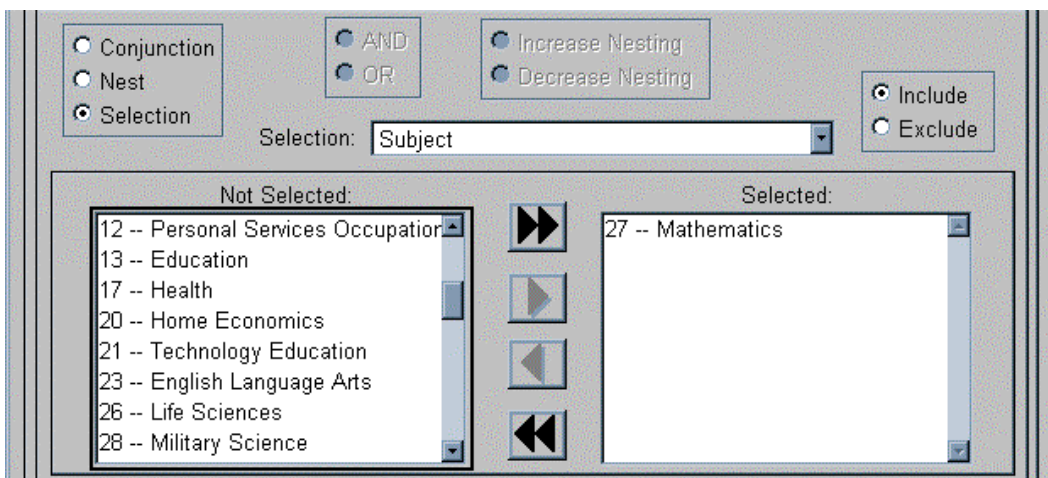 Conjunction
Nest
Selection
AND
OR
Increase Nesting
Decrease Nesting
Include
Exclude
Selection: Subject
Not Selected:
12 -- Personal Services Occupation
13 -- Education
17 -- Health
20 -- Home Economics
21 -- Technology Education
23 -- English Language Arts
26 -- Life Sciences
28 -- Military Science
Selected:
27 -- Mathematics